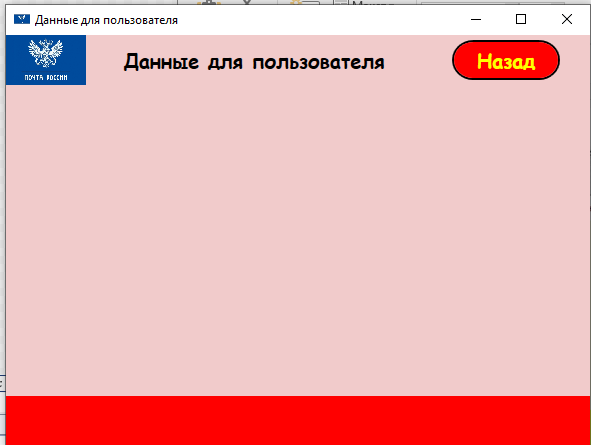 Данные для пользователя
ПОЧТА РОССИИ
Данные для пользователя
Назад